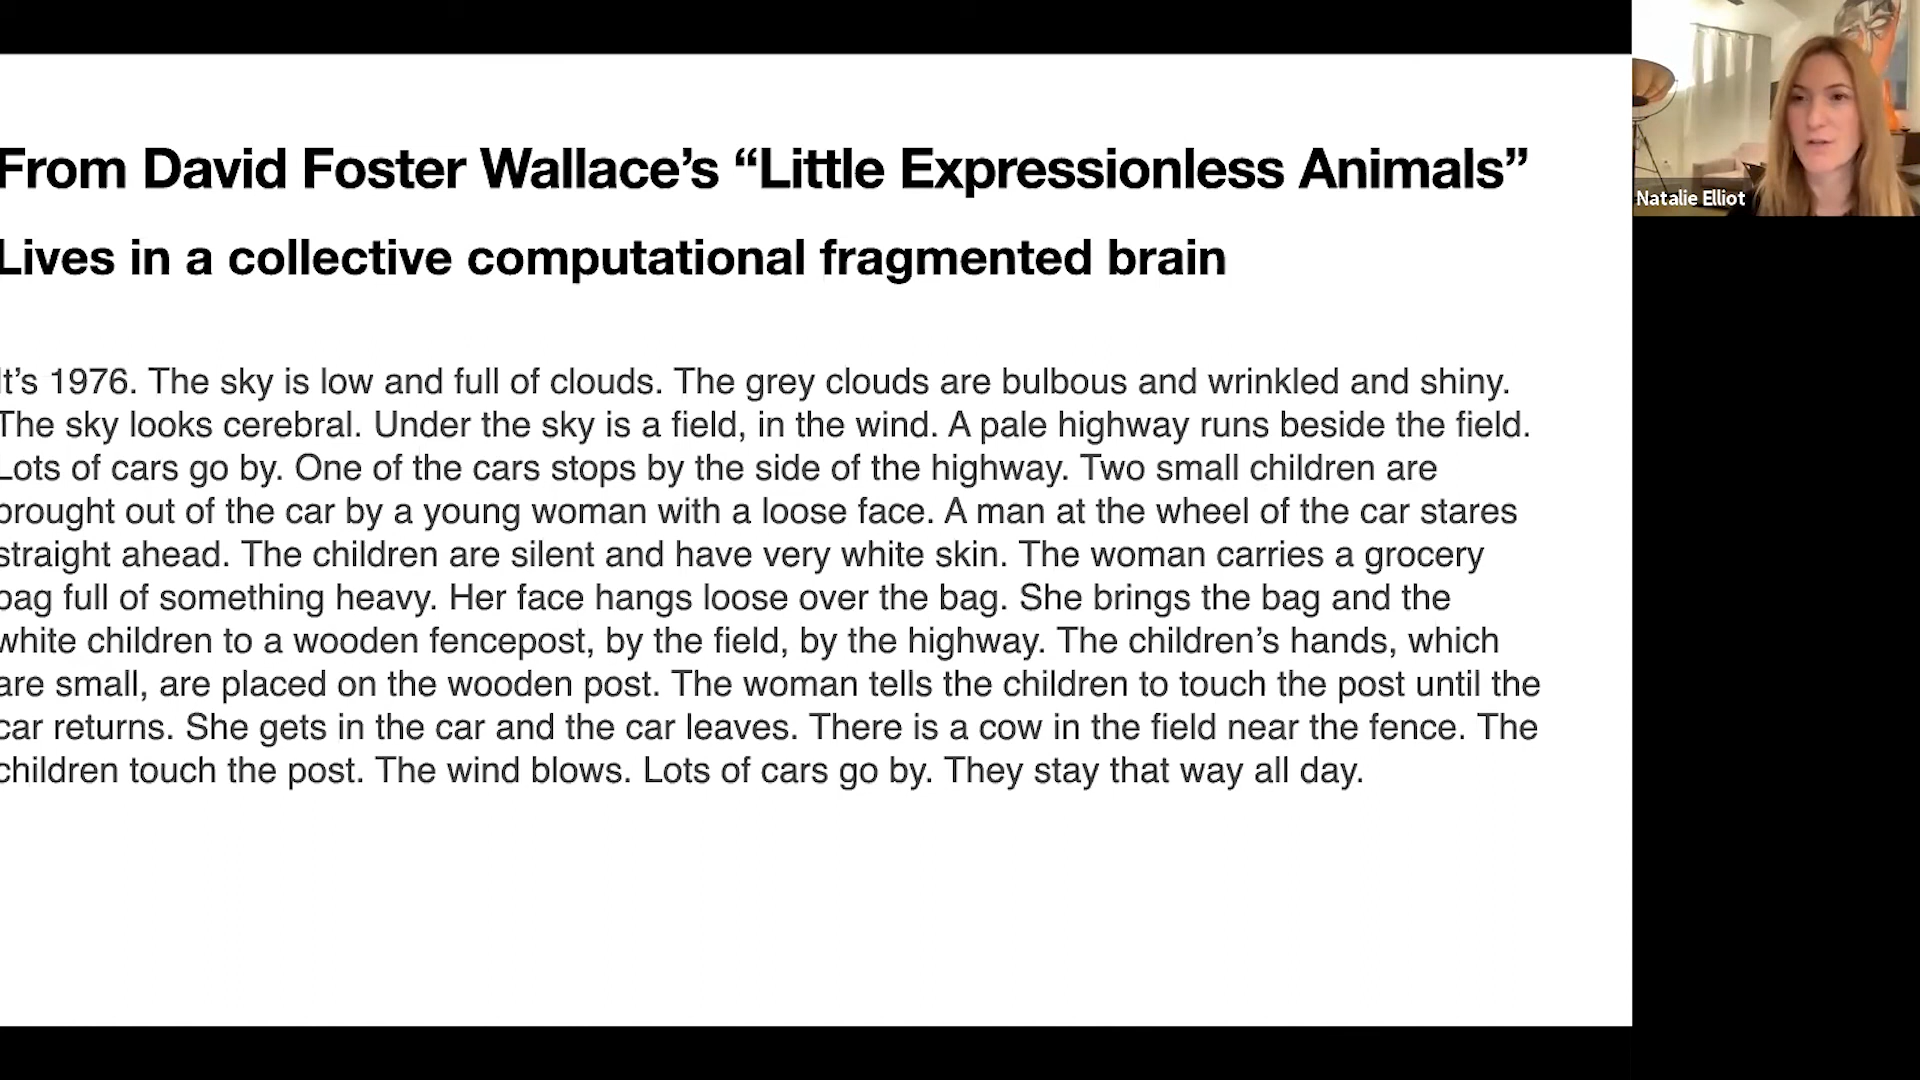 From David Foster Wallace’s “Little Expressionless Animals”
Lives in a collective computational fragmented brain
It’s 1976. The sky is low and full of clouds. The grey clouds are bulbous and wrinkled and shiny.
The sky looks cerebral. Under the sky is a field, in the wind. A pale highway runs beside the field.
Lots of cars go by. One of the cars stops by the side of the highway. Two small children are
brought out of the car by a young woman with a loose face. A man at the wheel of the car stares
straight ahead. The children are silent and have very white skin. The woman carries a grocery
bag full of something heavy. Her face hangs loose over the bag. She brings the bag and the
white children to a wooden fencepost, by the field, by the highway. The children’s hands, which
are small, are placed on the wooden post. The woman tells the children to touch the post until the
car returns. She gets in the car and the car leaves. There is a cow in the field near the fence. The
children touch the post. The wind blows. Lots of cars go by. They stay that way all day.
Natalie Elliot